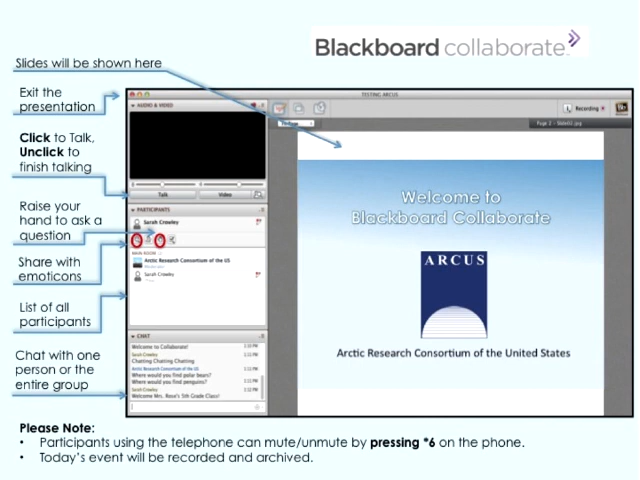 Blackboard collaborate
Slides will be shown here
Exit the
presentation
Click to Talk,
Unclick to
finish talking
Raise your
hand to ask a
question
Share with
emoticons
List of all
participants
Chat with one
person or the
entire group
TESTING ARCUS
AUDIO & VIDEO
Talk
Video
PARTICIPANTS
Sarah Crowley
MAIN ROOM
Arctic Research Consortium of the US
Moderator
Sarah Crowley
CHAT
Welcome to Collaborate!
Sarah Crowley
Chatting Chatting Chatting
Arctic Research Consortium of the US
Where would you find polar bears?
Where would you find penguins?
Sarah Crowley
Welcome Mrs. Rose's 5th Grade Class!
Recording
Page 2 - Slide02.jpg
Welcome to
Blackboard Collaborate
ARCUS
Arctic Research Consortium of the United States
Please Note:
• Participants using the telephone can mute/unmute by pressing *6 on the phone.
• Today's event will be recorded and archived.